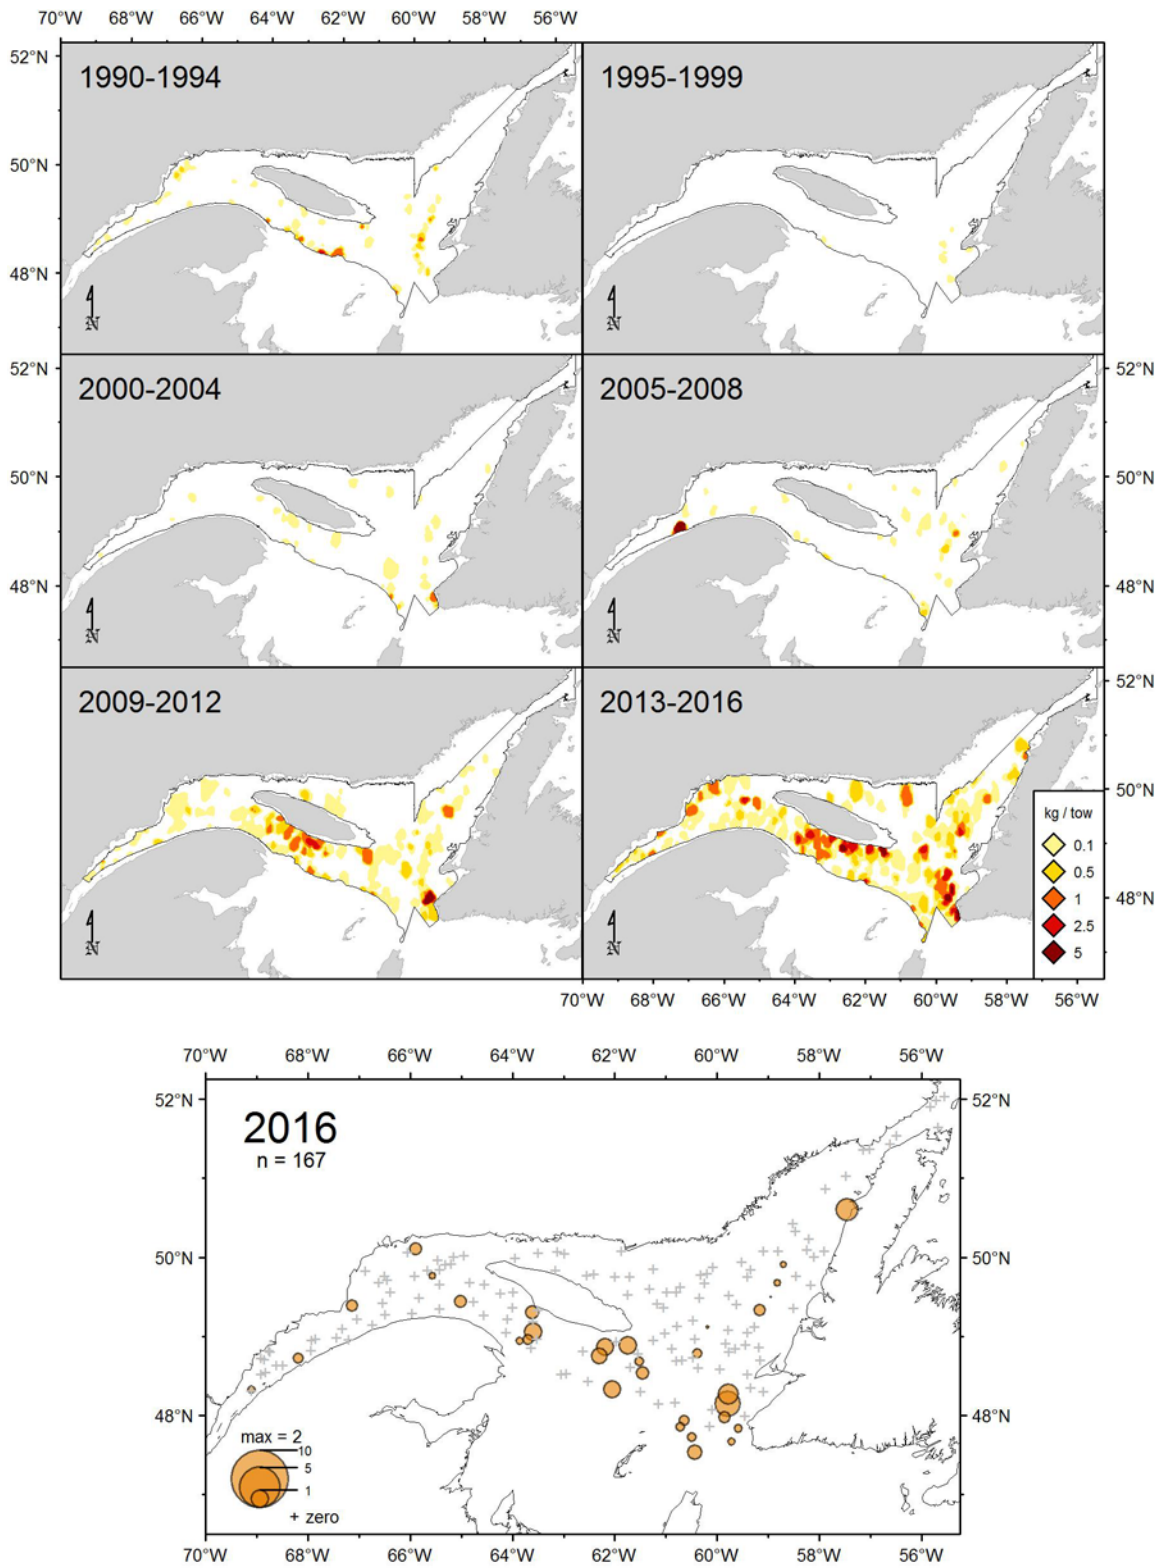 70°W 68°W 66°W 64°W 62°W 60°W 58°W 56°W
52°N
1990-1994 1995-1999
50°N
48°N
N N
52°N 52°N
2000-2004 2005-2008
50°N 50°N
48°N 48°N
N N
52°N
2009-2012 2013-2016
50°N
kg / tow
0.1
0.5
1 48°N
2.5
N 5
70°W 68°W 66°W 64°W 62°W 60°W 58°W 56°W
70°W 68°W 66°W 64°W 62°W 60°W 58°W 56°W
52°N 52°N
2016
n = 167
50°N 50°N
48°N 48°N
max = 2
10
5
1
+ zero
70°W 68°W 66°W 64°W 62°W 60°W 58°W 56°W